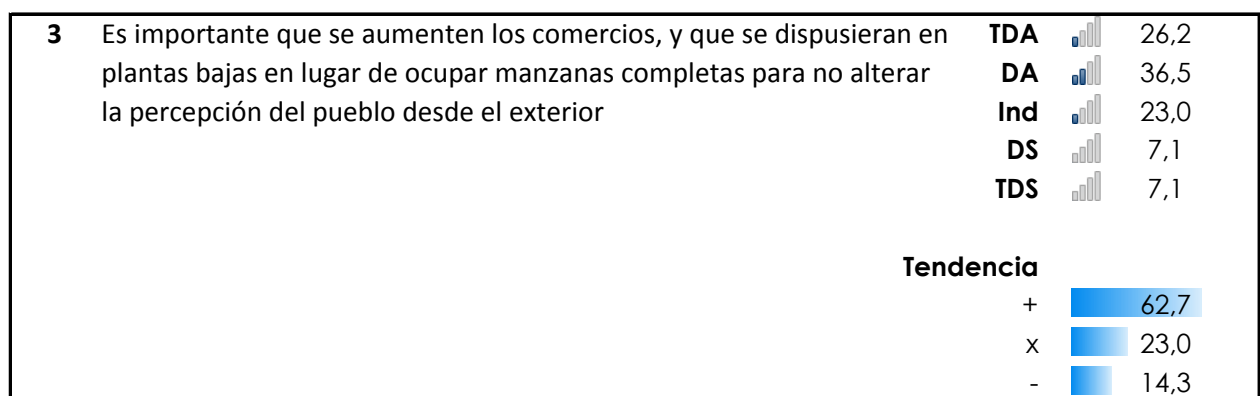 3 Es importante que se aumenten los comercios, y que se dispusieran en TDA 26,2
plantas bajas en lugar de ocupar manzanas completas para no alterar DA 36,5
la percepción del pueblo desde el exterior Ind 23,0
DS 7,1
TDS 7,1
Tendencia
+ 62,7
x 23,0
- 14,3